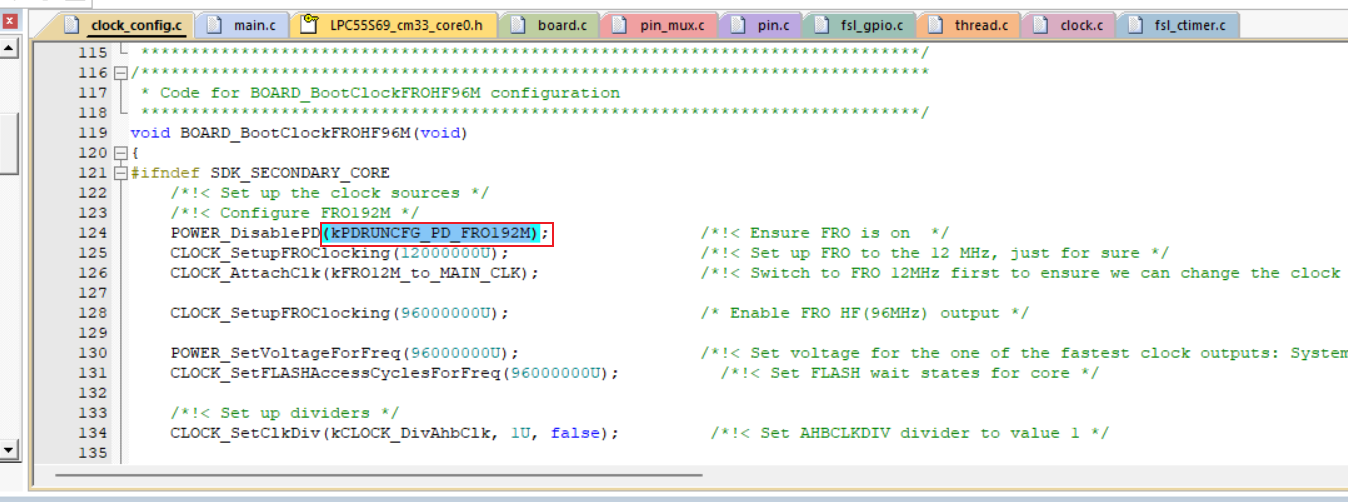 clock_config.c main.c LPC55S69_cm33_core0.h board.c pin_mux.c pin.c fsl_gpio.c thread.c clock.c fsl_ctimer.c
115 ******************************************************************************/
116 /*******************************************************************************
117 * Code for BOARD_BootClockFROHF96M configuration
118 ******************************************************************************/
119 void BOARD_BootClockFROHF96M(void)
120 {
121 #ifndef SDK_SECONDARY_CORE
122 /*!< Set up the clock sources */
123 /*!< Configure FRO192M */
124 POWER_DisablePD(kPDRUNCFG_PD_FRO192M); /*!< Ensure FRO is on  */
125 CLOCK_SetupFROClocking(12000000U); /*!< Set up FRO to the 12 MHz, just for sure */
126 CLOCK_AttachClk(kFRO12M_to_MAIN_CLK); /*!< Switch to FRO 12MHz first to ensure we can change the clock
127
128 CLOCK_SetupFROClocking(96000000U); /* Enable FRO HF(96MHz) output */
129
130 POWER_SetVoltageForFreq(96000000U); /*!< Set voltage for the one of the fastest clock outputs: System
131 CLOCK_SetFLASHAccessCyclesForFreq(96000000U); /*!< Set FLASH wait states for core */
132
133 /*!< Set up dividers */
134 CLOCK_SetClkDiv(kCLOCK_DivAhbClk, 1U, false); /*!< Set AHBCLKDIV divider to value 1 */
135